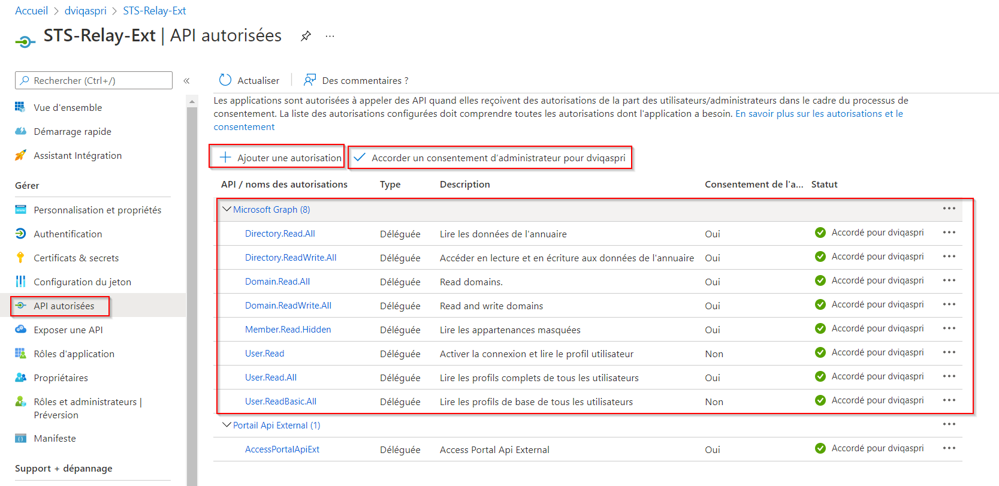 Accueil > dviqaspri > STS-Relay-Ext
STS-Relay-Ext | API autorisées
Rechercher (Ctrl+/)
«
Actualiser
Des commentaires ?
Vue d'ensemble
Démarrage rapide
Assistant Intégration
Gérer
Personnalisation et propriétés
Authentification
Certificats & secrets
Configuration du jeton
API autorisées
Exposer une API
Rôles d'application
Propriétaires
Rôles et administrateurs |
Préversion
Manifeste
Support + dépannage
Les applications sont autorisées à appeler des API quand elles reçoivent des autorisations de la part des utilisateurs/administrateurs dans le cadre du processus de
consentement. La liste des autorisations configurées doit comprendre toutes les autorisations dont l'application a besoin. En savoir plus sur les autorisations et le
consentement
Ajouter une autorisation
Accorder un consentement d’administrateur pour dviqaspri
API / noms des autorisations Type Description Consentement de l'a... Statut
Microsoft Graph (8)
Directory.Read.All Déléguée Lire les données de l'annuaire Oui Accordé pour dviqaspri
Directory.ReadWrite.All Déléguée Accéder en lecture et en écriture aux données de l'annuaire Oui Accordé pour dviqaspri
Domain.Read.All Déléguée Read domains. Oui Accordé pour dviqaspri
Domain.ReadWrite.All Déléguée Read and write domains Oui Accordé pour dviqaspri
Member.Read.Hidden Déléguée Lire les appartenances masquées Oui Accordé pour dviqaspri
User.Read Déléguée Activer la connexion et lire le profil utilisateur Non Accordé pour dviqaspri
User.Read.All Déléguée Lire les profils complets de tous les utilisateurs Oui Accordé pour dviqaspri
User.ReadBasic.All Déléguée Lire les profils de base de tous les utilisateurs Non Accordé pour dviqaspri
Portail Api External (1)
AccessPortalApiExt Déléguée Access Portal Api External Oui Accordé pour dviqaspri